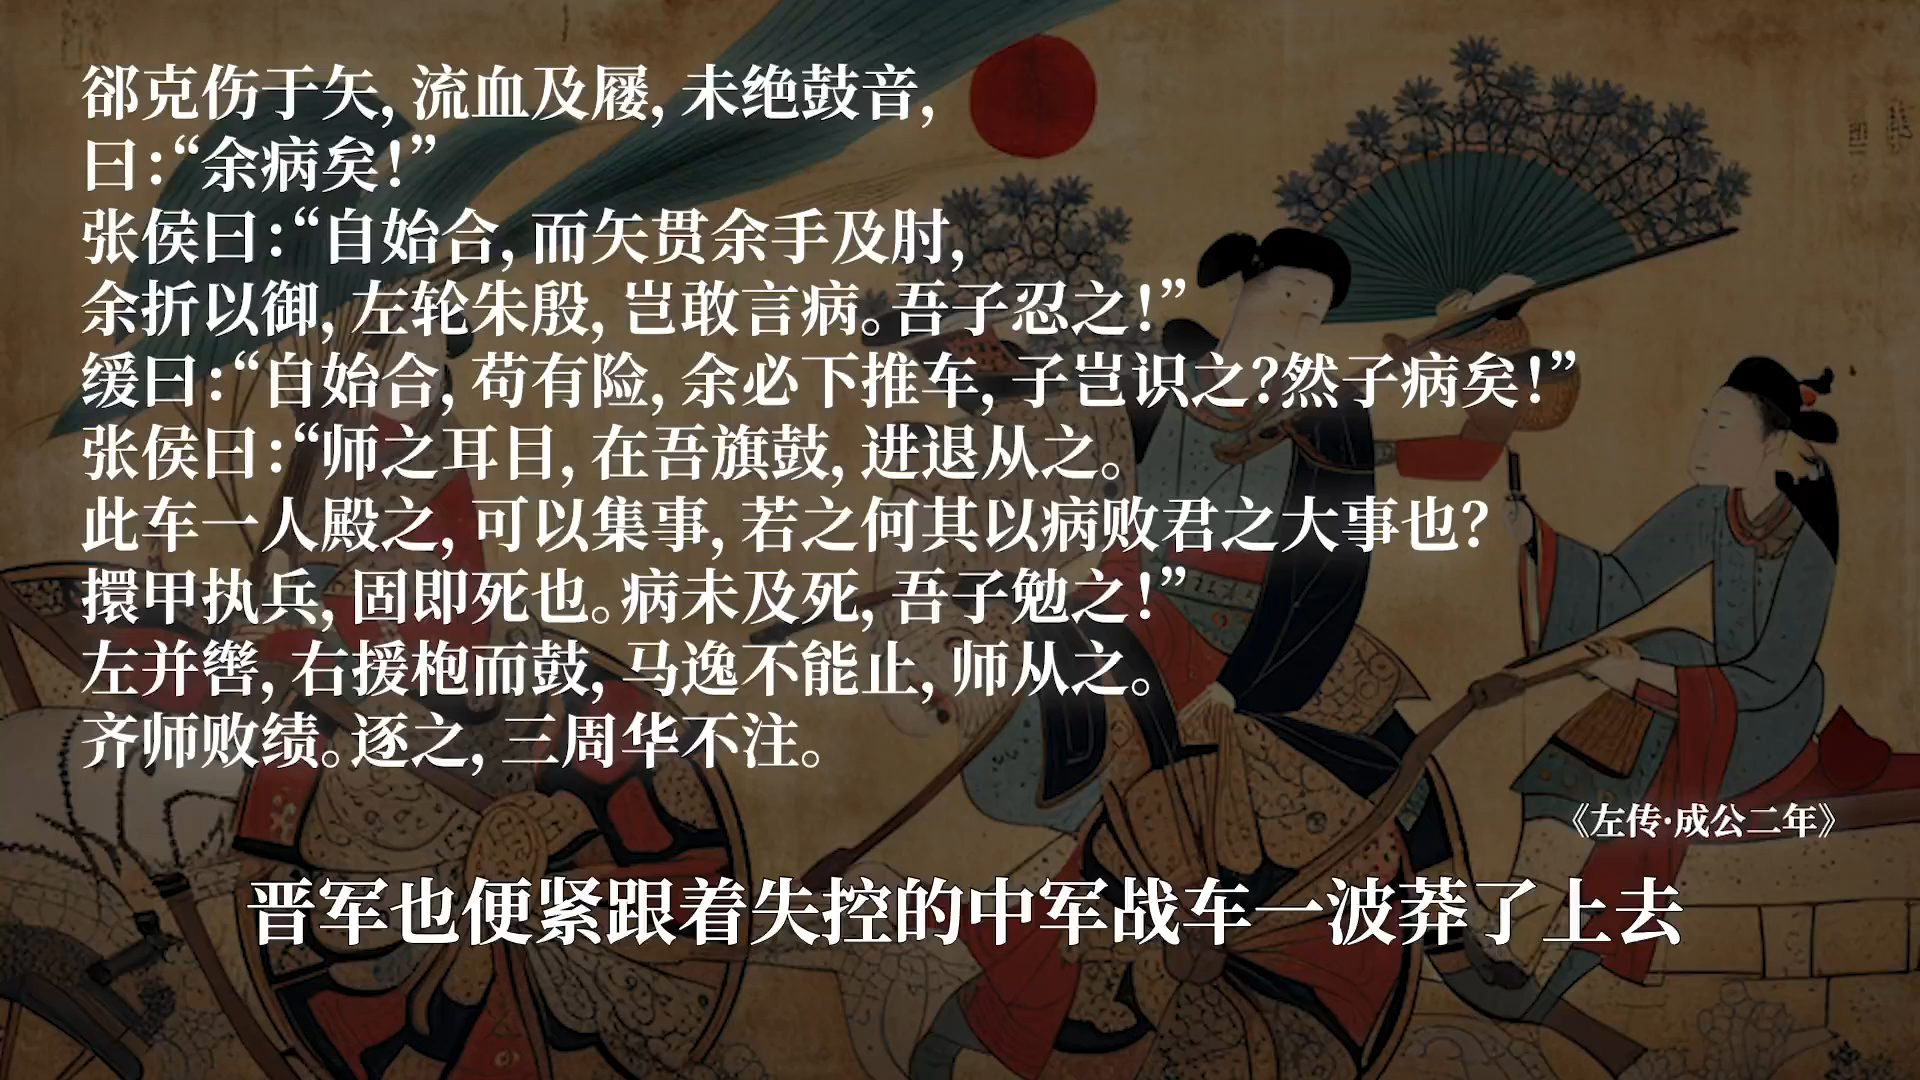 郤克伤于矢,流血及屦,未绝鼓音,
曰:“余病矣!”
张侯曰:“自始合,而矢贯余手及肘,
余折以御,左轮朱殷,岂敢言病。吾子忍之!”
缓曰:“自始合,苟有险,余必下推车,子岂识之?然子病矣!”
张侯曰:“师之耳目,在吾旗鼓,进退从之。
此车一人殿之,可以集事,若之何其以病败君之大事也?
擐甲执兵,固即死也。病未及死,吾子勉之!”
左并辔,右援枹而鼓,马逸不能止,师从之。
齐师败绩。逐之,三周华不注。
《左传·成公二年》
晋军也便紧跟着失控的中军战车一波莽了上去